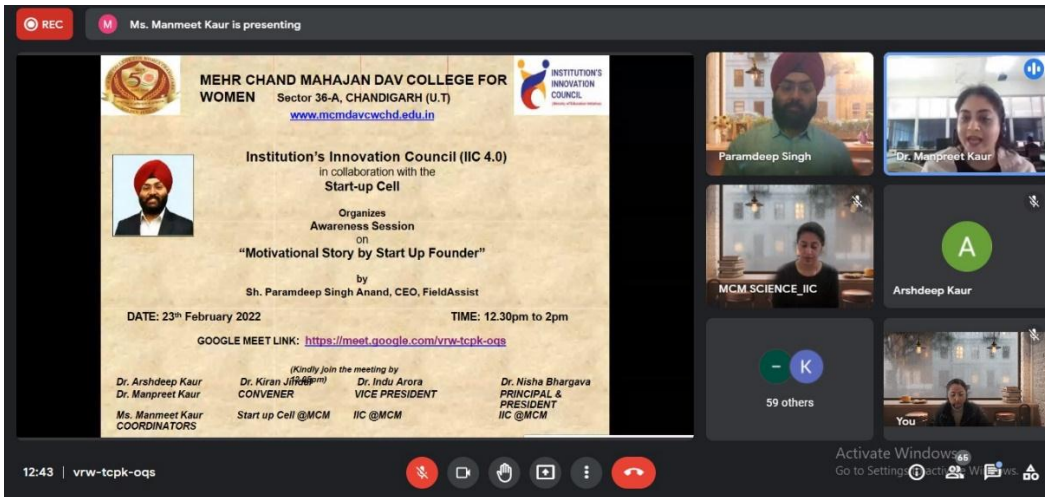 REC
M
Ms. Manmeet Kaur is presenting
MEHR CHAND MAHAJAN DAV COLLEGE FOR
WOMEN Sector 36-A, CHANDIGARH (U.T)
www.mcmdavcwchd.edu.in
INSTITUTION'S
INNOVATION
COUNCIL
Institution's Innovation Council (IIC 4.0)
in collaboration with the
Start-up Cell
Organizes
Awareness Session
on
“Motivational Story by Start Up Founder”
by
Sh. Paramdeep Singh Anand, CEO, FieldAssist
DATE: 23th February 2022 TIME: 12.30pm to 2pm
GOOGLE MEET LINK: https://meet.google.com/vrw-tcpk-oqs
(Kindly join the meeting by
Dr. Arshdeep Kaur Dr. Kiran Dr. Indu Arora Dr. Nisha Bhargava
Dr. Manpreet Kaur CONVENER VICE PRESIDENT PRINCIPAL &
PRESIDENT
Ms. Manmeet Kaur Start up Cell @MCM IIC @MCM IIC @MCM
COORDINATORS
Paramdeep Singh
Dr. Manpreet Kaur
MCM SCIENCE_IIC
A
Arshdeep Kaur
K
59 others
You
12:43 | vrw-tcpk-oqs
Activate Windows
65
Go to Settings